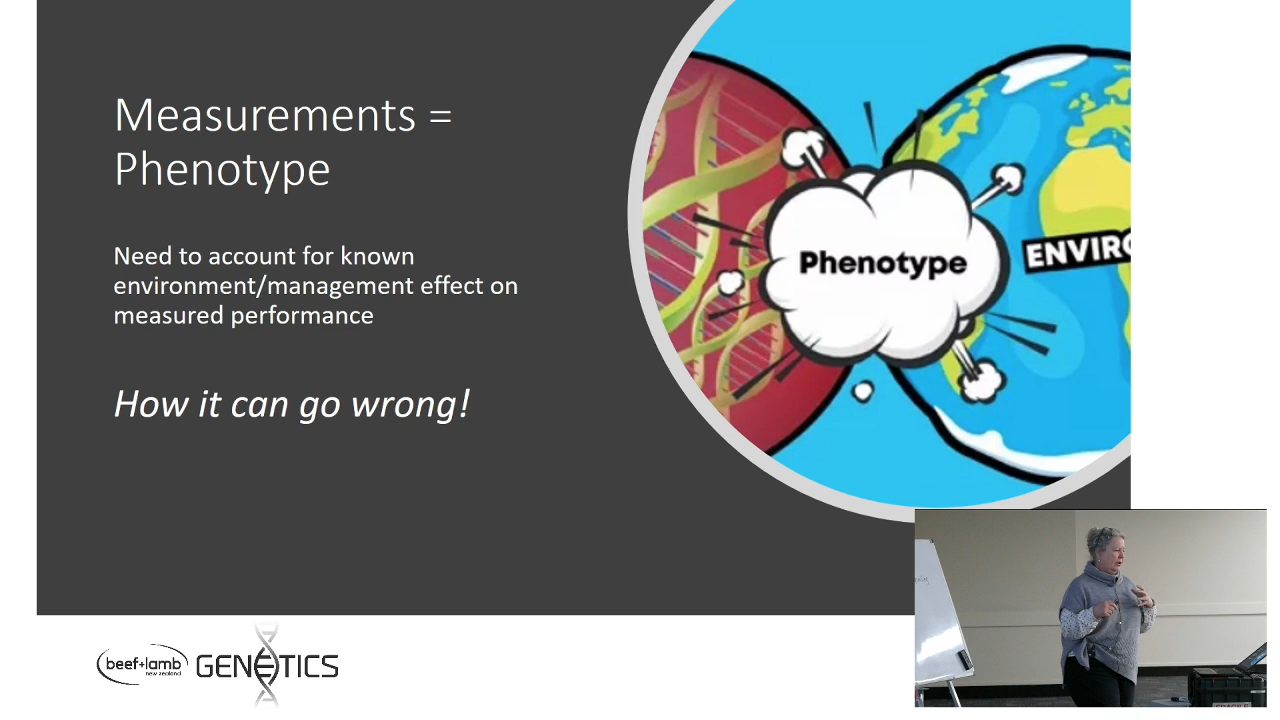 Measurements =
Phenotype
Need to account for known
environment/management effect on
measured performance
How it can go wrong!
Phenotype
ENVIRO
beef+lamb
new zealand
GENETICS
FRAGILE